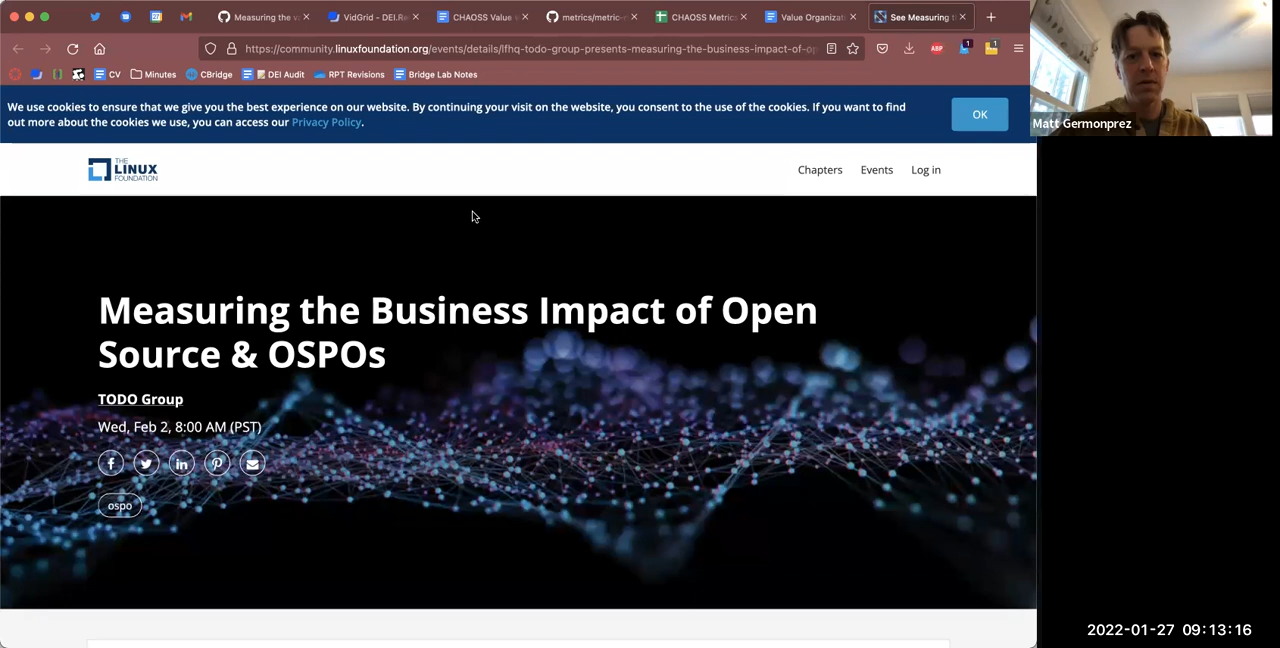 Measuring the v
VidGrid - DEI.Re
CHAOSS Value
metrics/metric-
CHAOSS Metric
Value Organizat
See Measuring
https://community.linuxfoundation.org/events/details/lfhq-todo-group-presents-measuring-the-business-impact-of-op
ABP
1
1
CV
Minutes
CBridge
DEI Audit
RPT Revisions
Bridge Lab Notes
We use cookies to ensure that we give you the best experience on our website. By continuing your visit on the website, you consent to the use of the cookies. If you want to find
out more about the cookies we use, you can access our Privacy Policy.
OK
Matt Germonprez
THE
LINUX
FOUNDATION
Chapters
Events
Log in
Measuring the Business Impact of Open
Source & OSPOs
TODO Group
Wed, Feb 2, 8:00 AM (PST)
ospo
2022-01-27 09:13:16